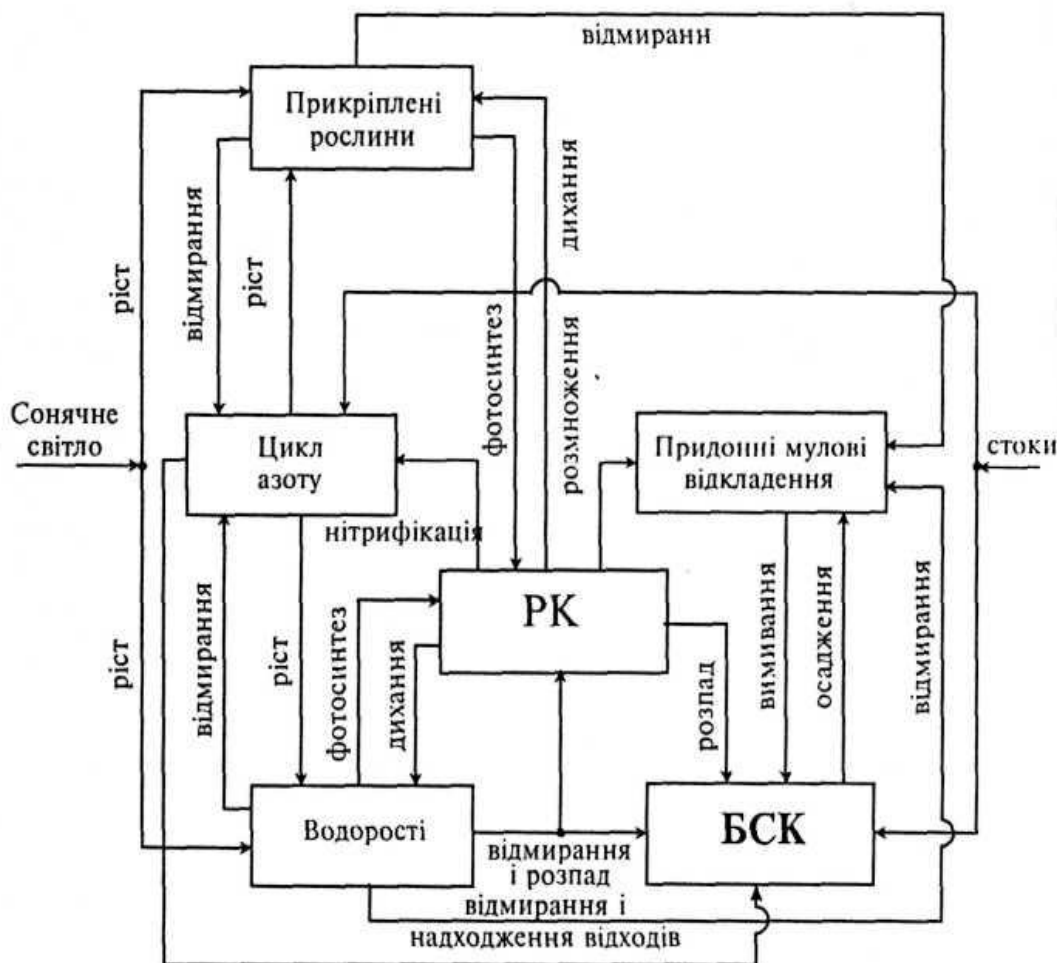 відмиранн
Прикріплені
рослини
ріст
відмирання
ріст
фотосинтез
дихання
розмноження
Сонячне
світло
Цикл
азоту
Придонні мулові
відкладення
стоки
нітрифікація
РК
ріст
відмирання
ріст
фотосинтез
дихання
розпад
вимивання
осадження
відмирання
Водорості
БСК
відмирання
і розпад
відмирання і
надходження відходів